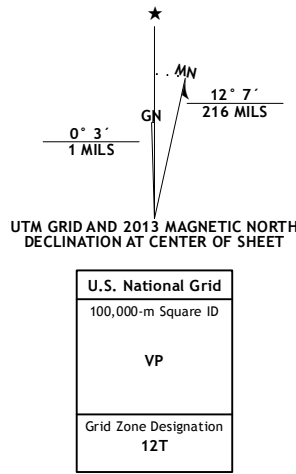 ★
MN
GN
12° 7´
216 MILS
0° 3´
1 MILS
UTM GRID AND 2013 MAGNETIC NORTH
DECLINATION AT CENTER OF SHEET
U.S. National Grid
100,000-m Square ID
VP
Grid Zone Designation
12T